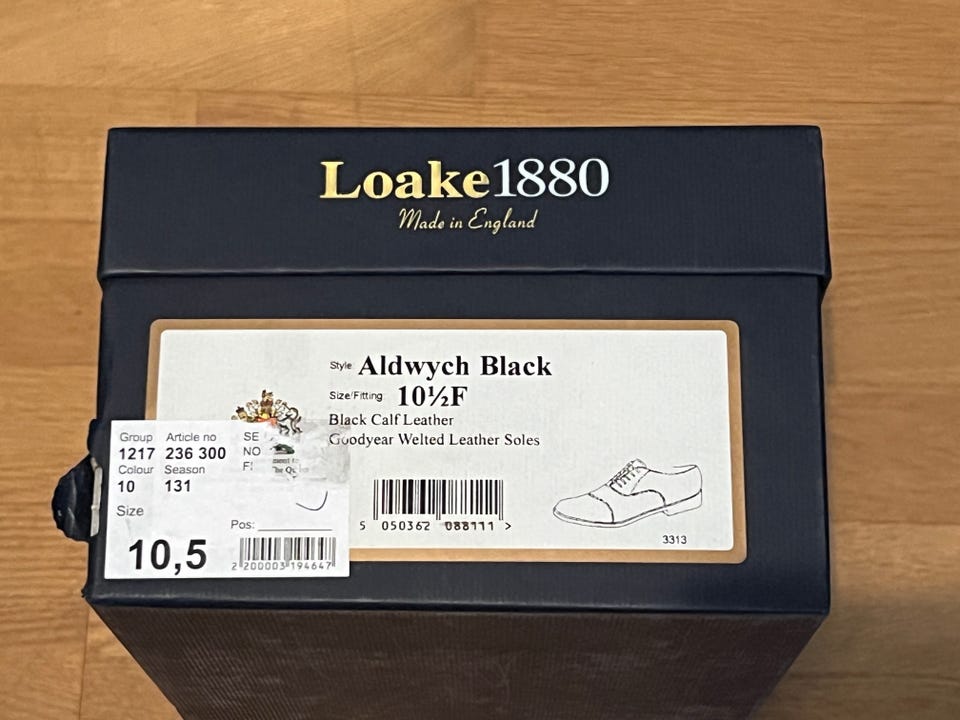 Loake1880
Made in England
Style Aldwych Black
Size/Fitting 10½F
Black Calf Leather
Goodyear Welted Leather Soles
5 050362 088111 >
3313
Group Article no SE
1217 236 300 NO
Colour Season
10 131
Size
Pos:
10,5
2 200003 194647